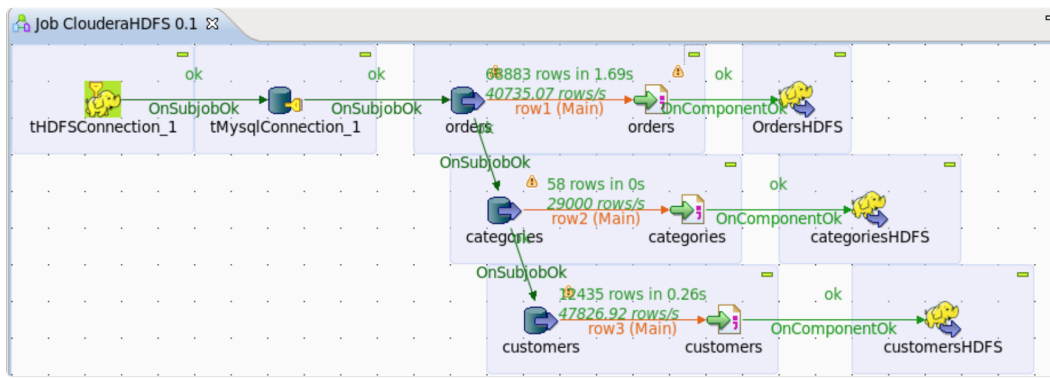 Job ClouderaHDFS 0.1
ok
ok
68883 rows in 1.69s
ok
OnSubjobOk
OnSubjobOk
40735.07 rows/s
row1 (Main)
OnComponentOk
tHDFSConnection_1
tMysqlConnection_1
orders
orders
OrdersHDFS
ok
OnSubjobOk
58 rows in 0s
ok
29000 rows/s
row2 (Main)
OnComponentOk
categories
categories
categoriesHDFS
ok
OnSubjobOk
12435 rows in 0.26s
ok
47826.92 rows/s
row3 (Main)
OnComponentOk
customers
customers
customersHDFS